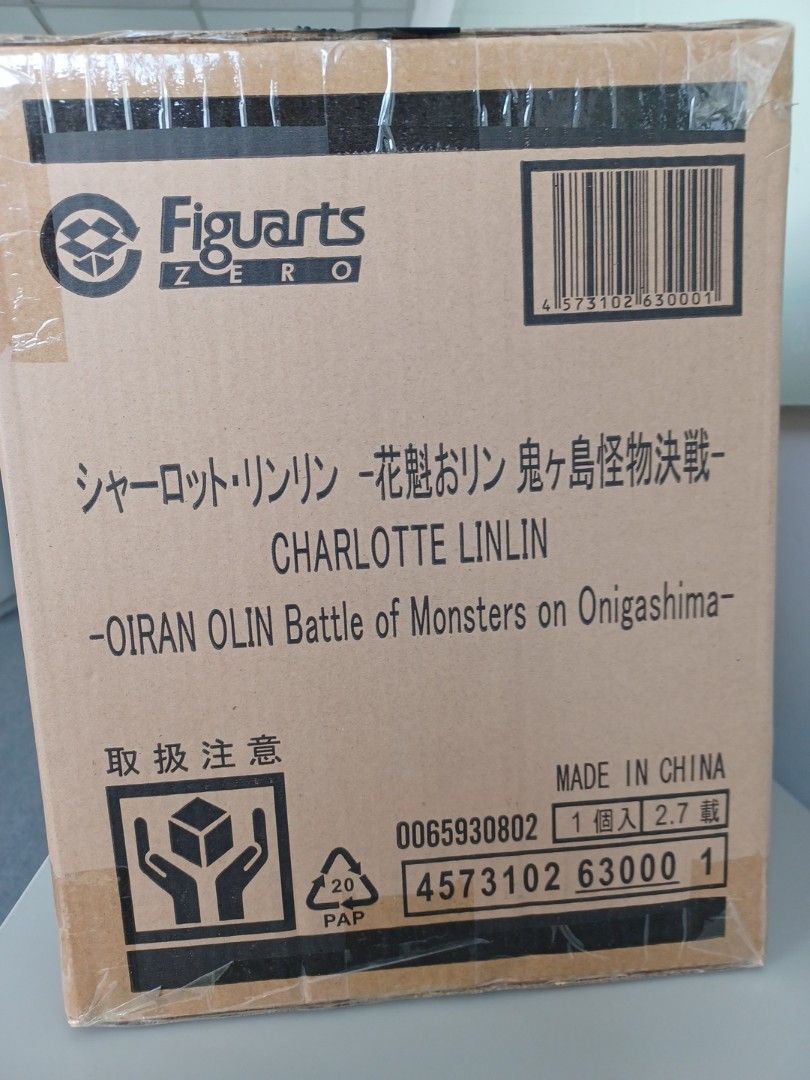 Figuarts
ZERO
4 573102 630001
シャーロット・リンリン -花魁おリン 鬼ヶ島怪物決戦-
CHARLOTTE LINLIN
-OIRAN OLIN Battle of Monsters on Onigashima-
取扱注意
MADE IN CHINA
0065930802 1個入 2.7 載
4573102 63000 1
20
PAP